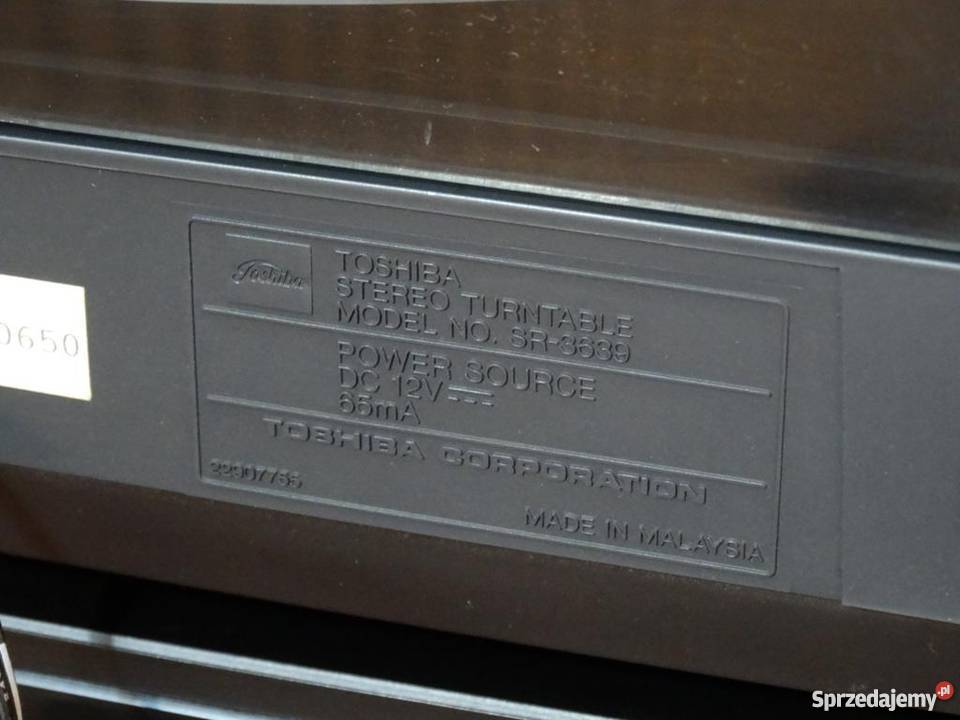 Toshiba
TOSHIBA
STEREO TURNTABLE
MODEL NO. SR-3639
POWER SOURCE
DC 12V
65mA
TOSHIBA CORPORATION
22907755
MADE IN MALAYSIA
0650
Sprzedajemy.pl